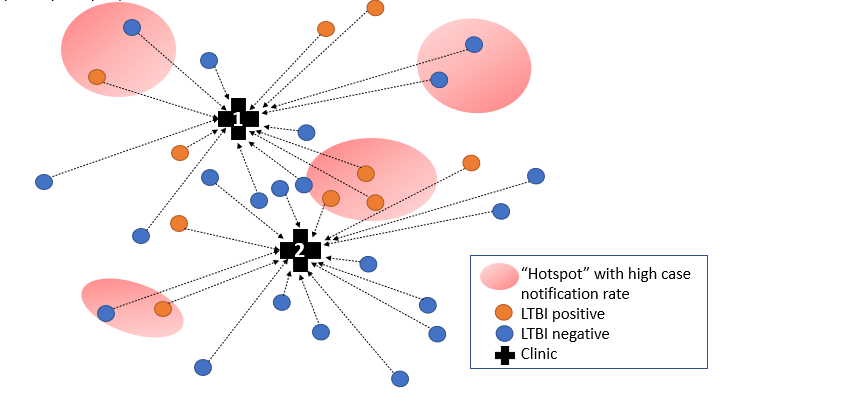 1
2
“Hotspot” with high case
notification rate
LTBI positive
LTBI negative
Clinic